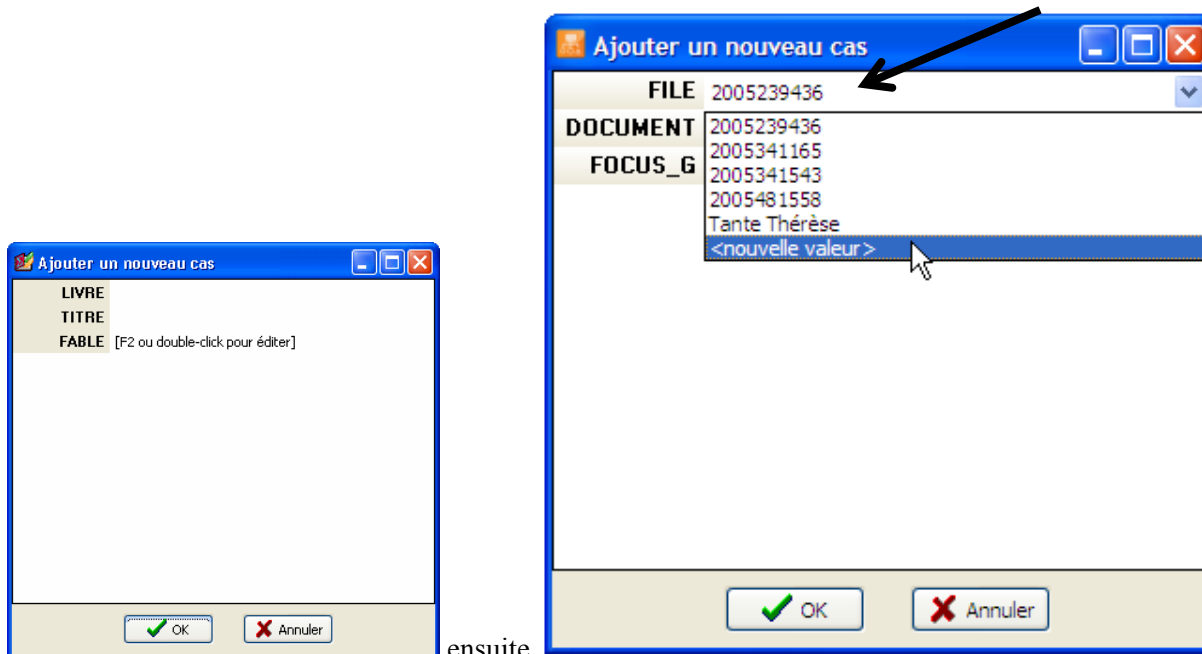 Ajouter un nouveau cas
LIVRE
TITRE
FABLE [F2 ou double-click pour éditer]
OK Annuler
ensuite
Ajouter un nouveau cas
FILE 2005239436
DOCUMENT 2005239436
2005341165
FOCUS_G 2005341543
2005481558
Tante Thérèse
<nouvelle valeur>
OK Annuler